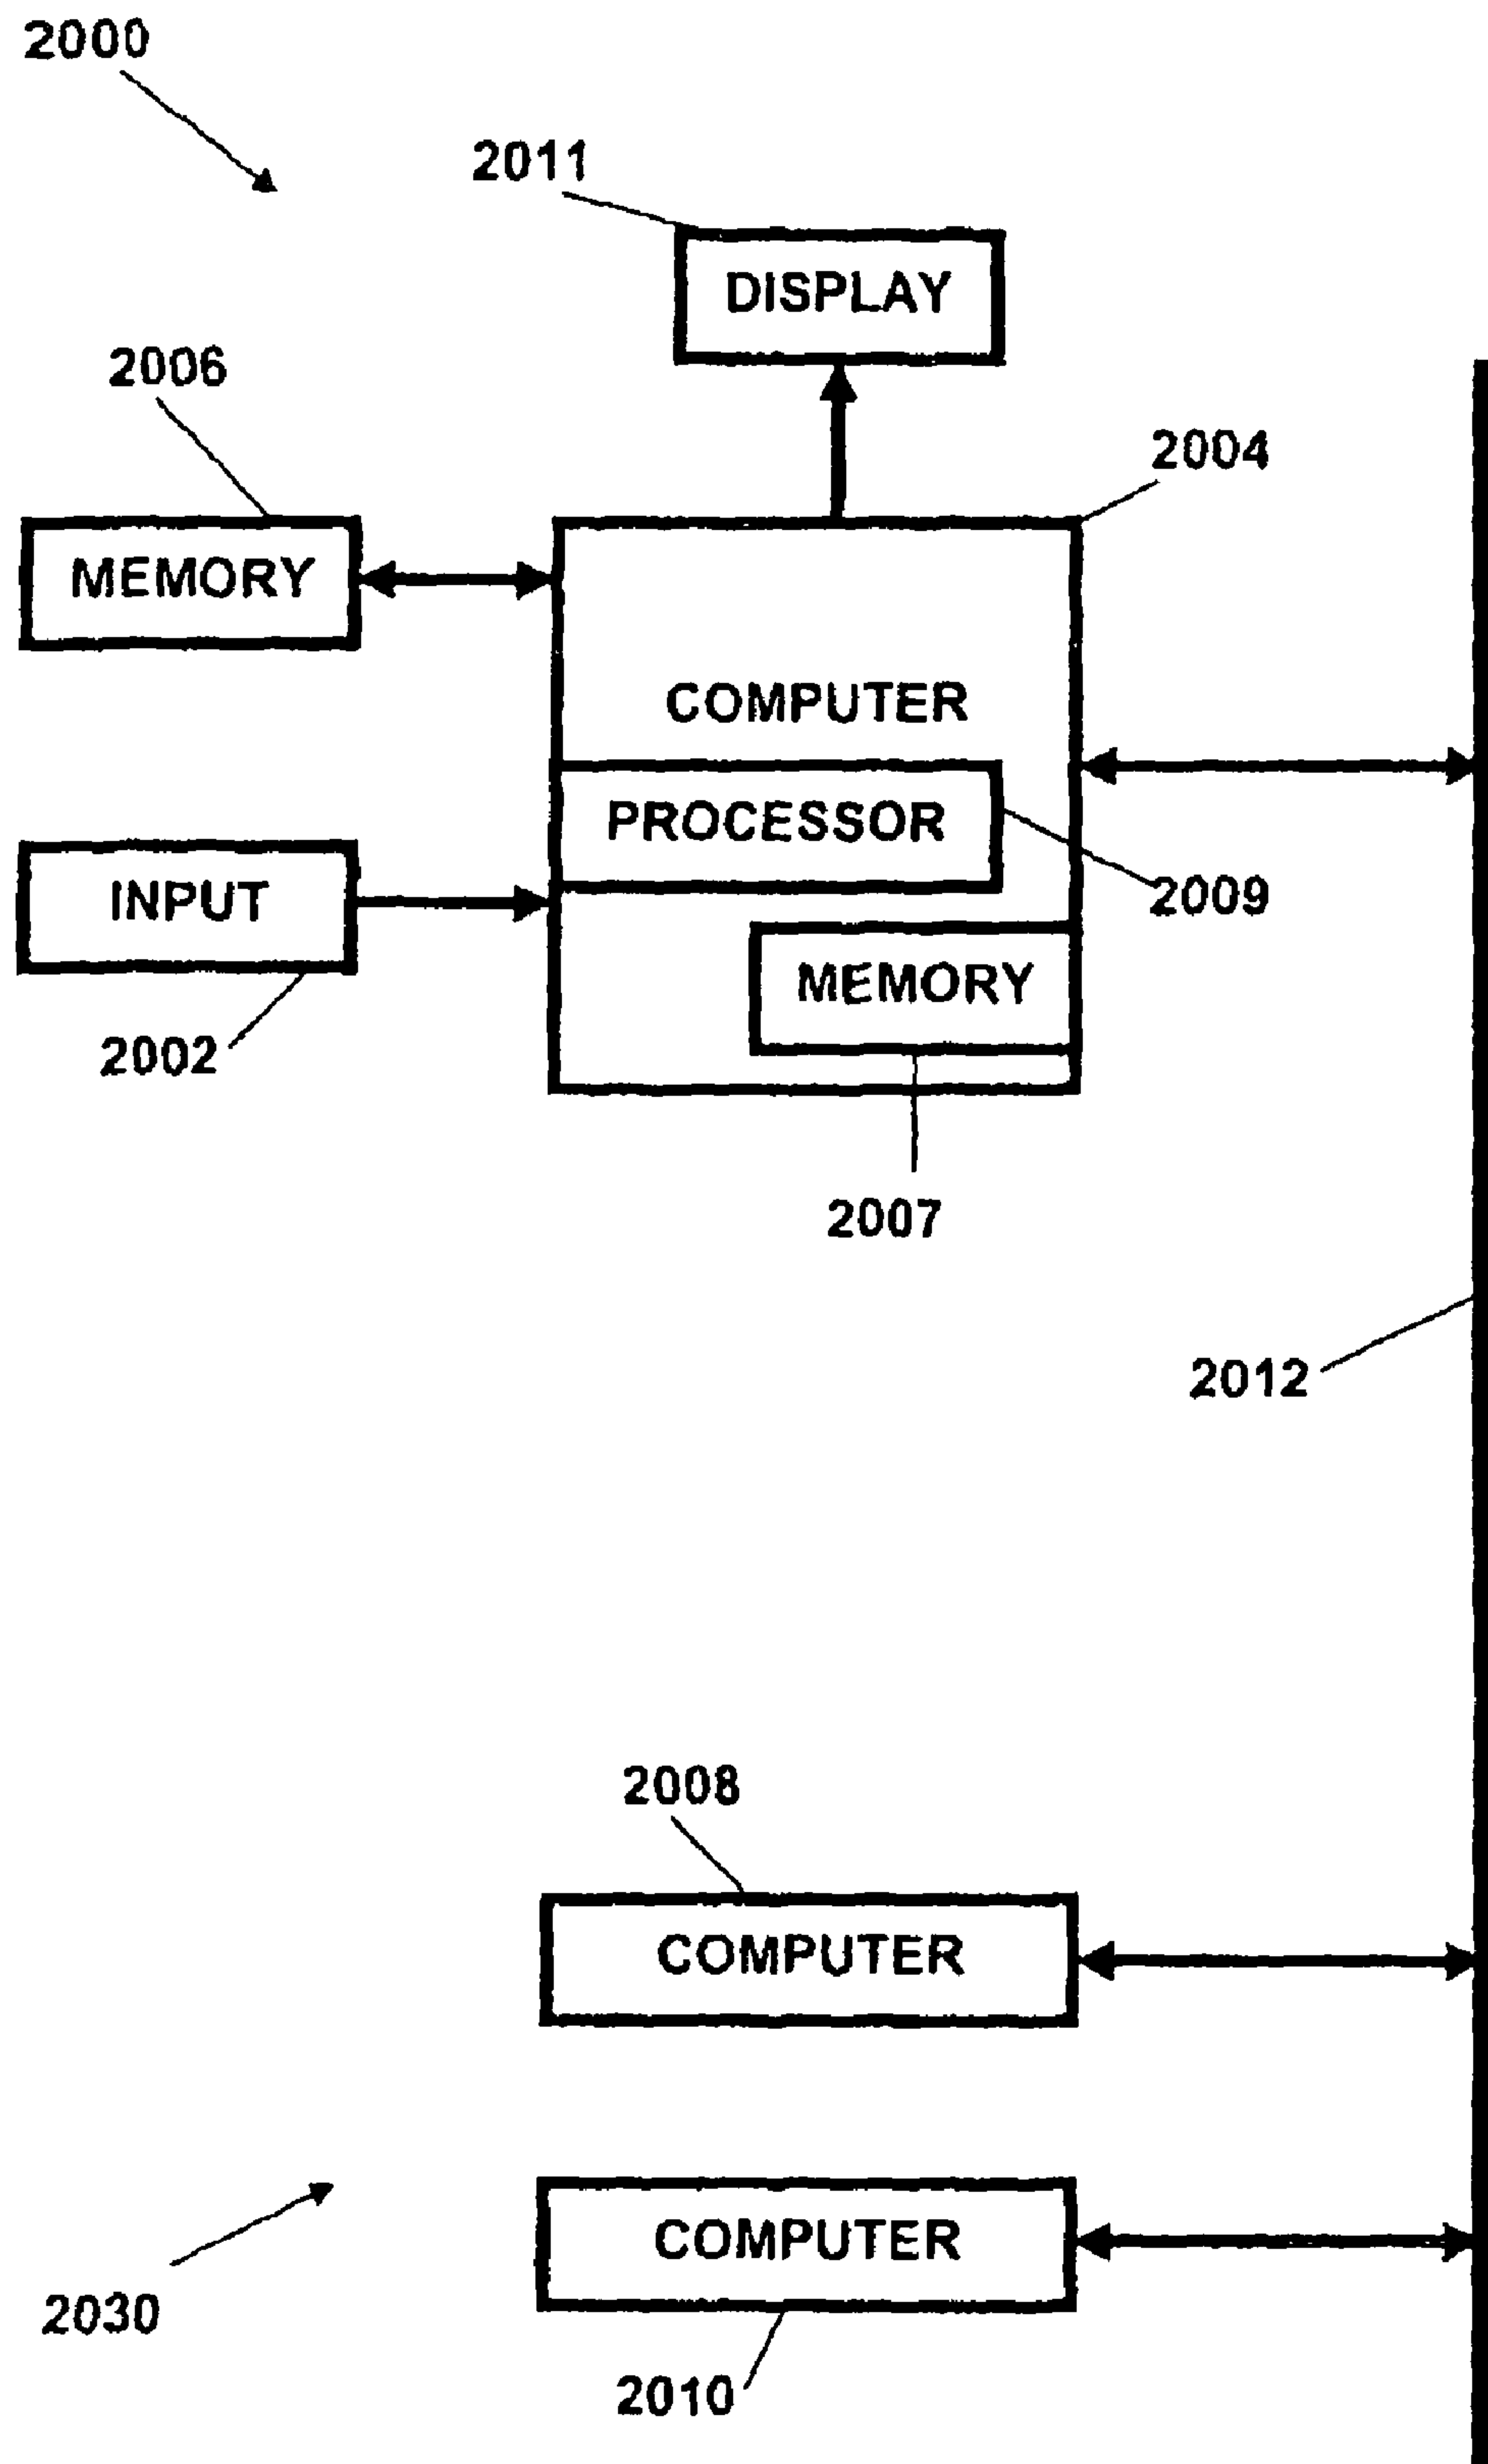 2000
2011
DISPLAY
2006
2004
MEMORY
COMPUTER
PROCESSOR
INPUT
2009
MEMORY
2002
2007
2012
2008
COMPUTER
COMPUTER
2030
2010